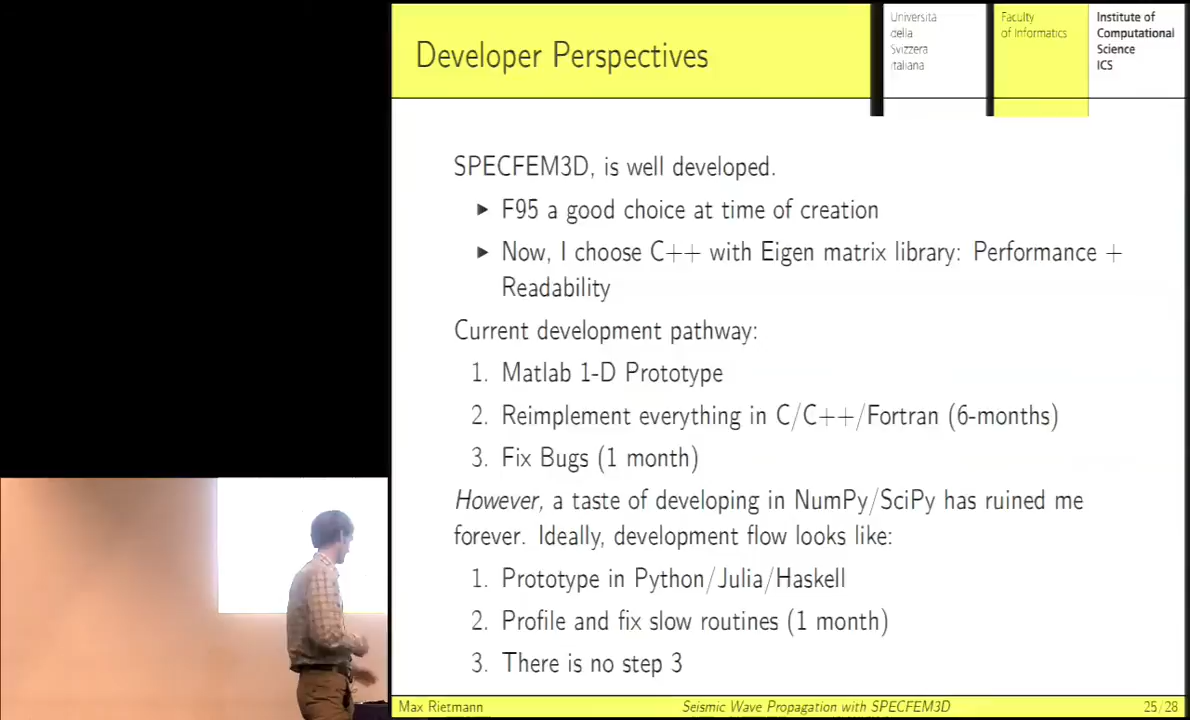 Developer Perspectives
Università
della
Svizzera
italiana
Faculty
of Informatics
Institute of
Computational
Science
ICS
SPECFEM3D, is well developed.
F95 a good choice at time of creation
Now, I choose C++ with Eigen matrix library: Performance +
Readability
Current development pathway:
1. Matlab 1-D Prototype
2. Reimplement everything in C/C++/Fortran (6-months)
3. Fix Bugs (1 month)
However, a taste of developing in NumPy/SciPy has ruined me
forever. Ideally, development flow looks like:
1. Prototype in Python/Julia/Haskell
2. Profile and fix slow routines (1 month)
3. There is no step 3
Max Rietmann
Seismic Wave Propagation with SPECFEM3D
25/28